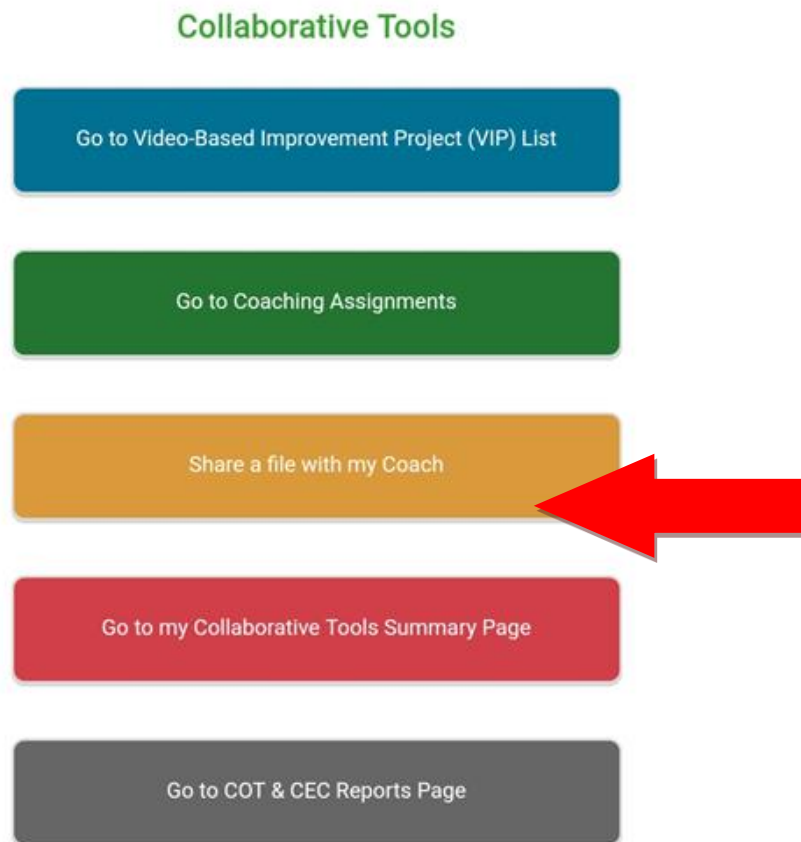 Collaborative Tools
Go to Video-Based Improvement Project (VIP) List
Go to Coaching Assignments
Share a file with my Coach
Go to my Collaborative Tools Summary Page
Go to COT & CEC Reports Page